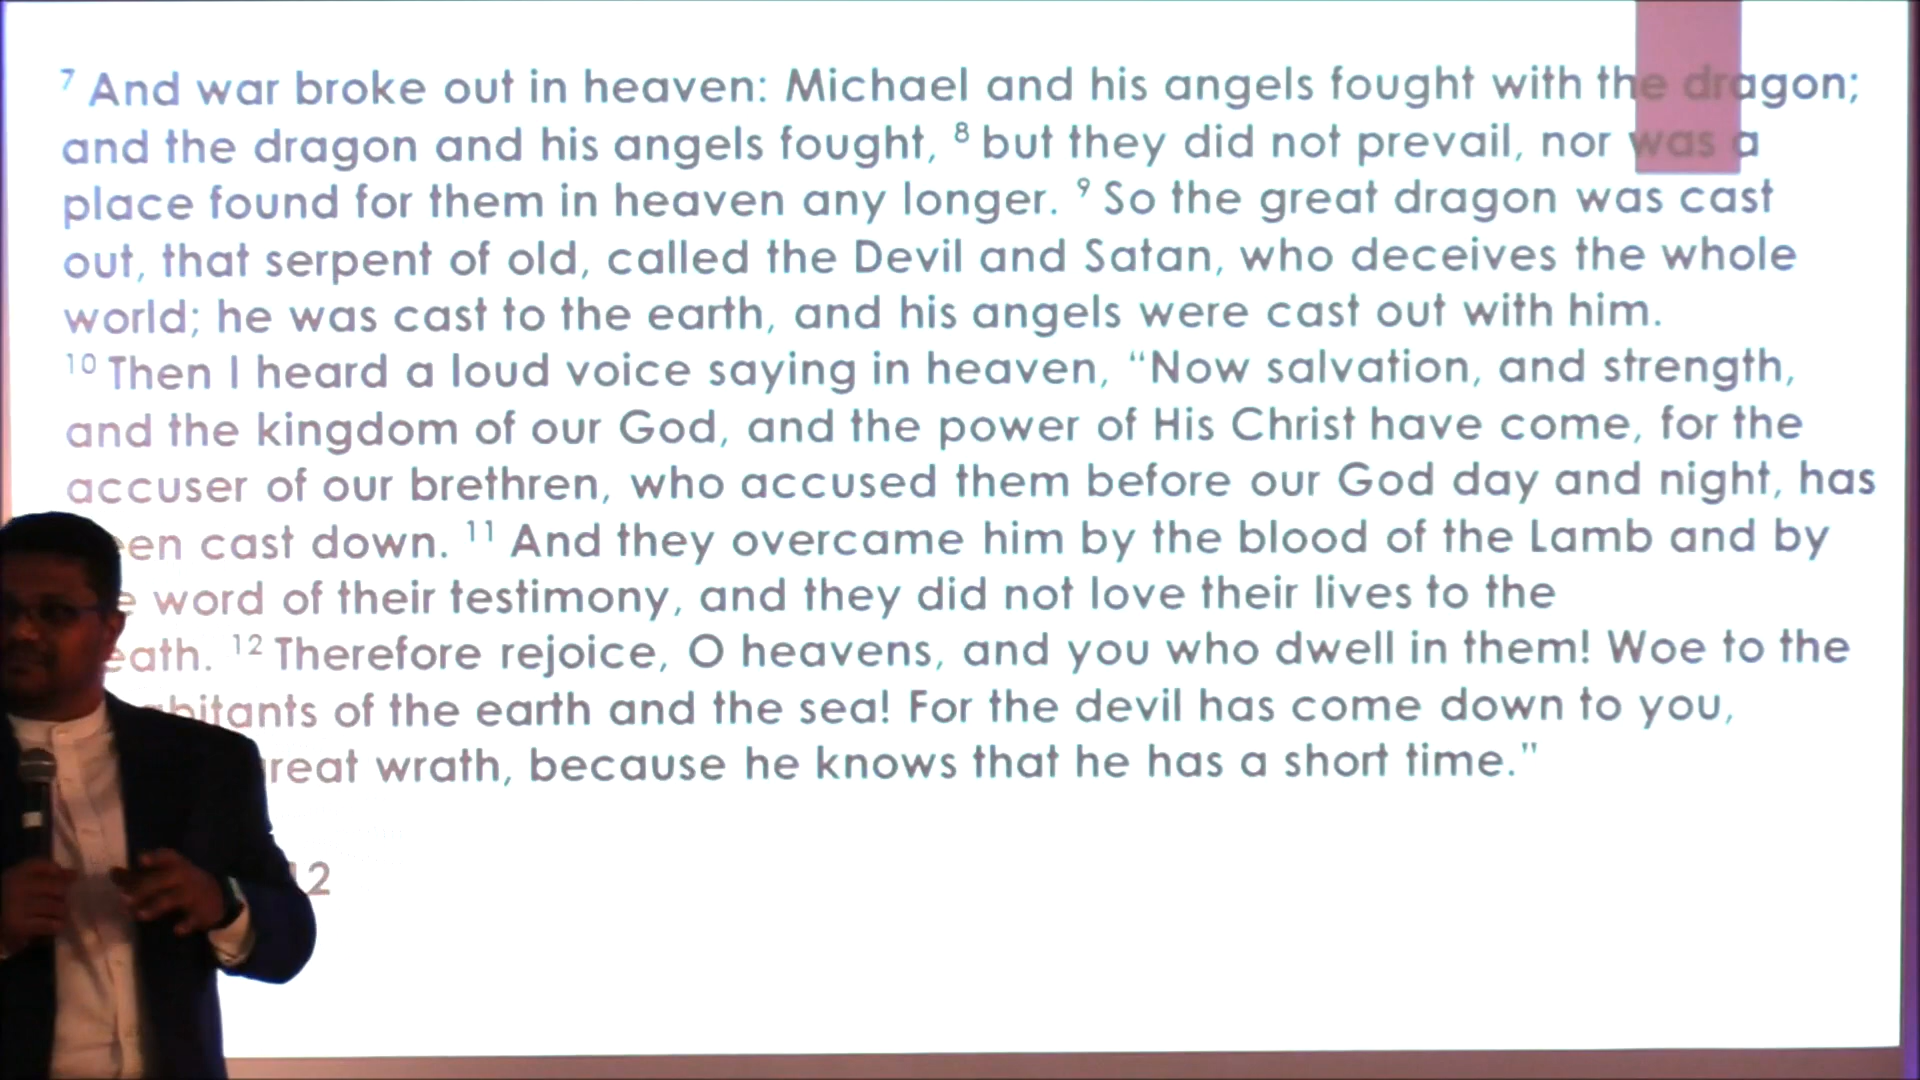 7 And war broke out in heaven: Michael and his angels fought with the dragon;
and the dragon and his angels fought, 8 but they did not prevail, nor was a
place found for them in heaven any longer. 9 So the great dragon was cast
out, that serpent of old, called the Devil and Satan, who deceives the whole
world; he was cast to the earth, and his angels were cast out with him.
10 Then I heard a loud voice saying in heaven, “Now salvation, and strength,
and the kingdom of our God, and the power of His Christ have come, for the
accuser of our brethren, who accused them before our God day and night, has
cast down. 11 And they overcame him by the blood of the Lamb and by
word of their testimony, and they did not love their lives to the
12 Therefore rejoice, O heavens, and you who dwell in them! Woe to the
of the earth and the sea! For the devil has come down to you,
wrath, because he knows that he has a short time.”